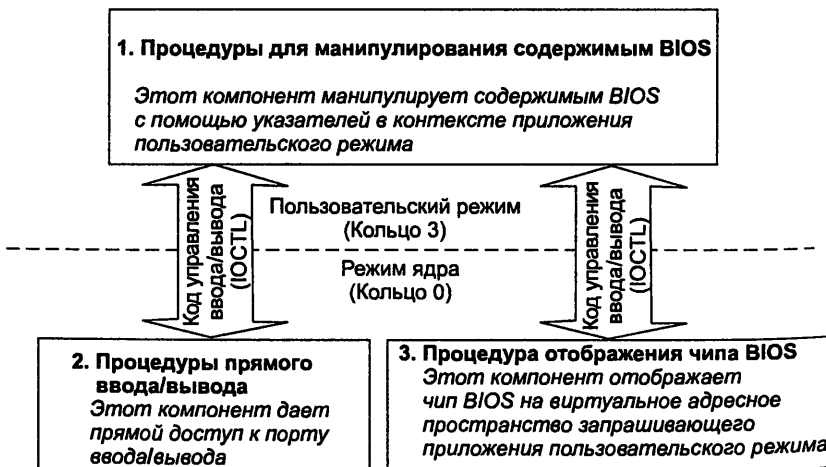 1. Процедуры для манипулирования содержимым BIOS
Этот компонент манипулирует содержимым BIOS
с помощью указателей в контексте приложения
пользовательского режима
Код управления
ввода/вывода
(IOCTL)
Пользовательский режим
(Кольцо 3)
Режим ядра
(Кольцо 0)
Код управления
ввода/вывода
(IOCTL)
2. Процедуры прямого
ввода/вывода
Этот компонент дает
прямой доступ к порту
ввода/вывода
3. Процедура отображения чипа BIOS
Этот компонент отображает
чип BIOS на виртуальное адресное
пространство запрашивающего
приложения пользовательского режима